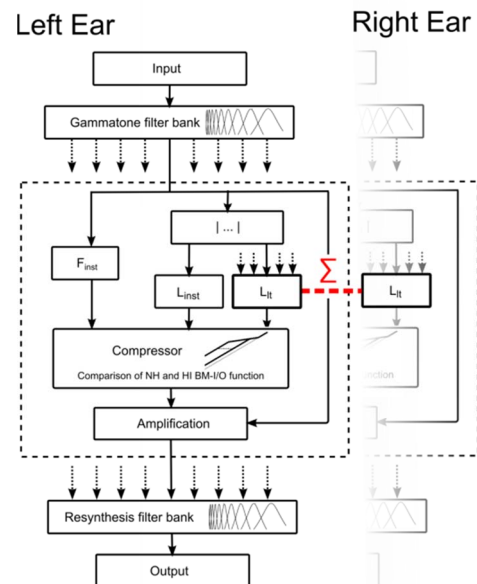 Left Ear
Right Ear
Input
Gammatone filter bank
| ... |
|
F_inst
L_inst
L_lt
Σ
L_lt
Compressor
Comparison of NH and HI BM-I/O function
nction
Amplification
Resynthesis filter bank
Output